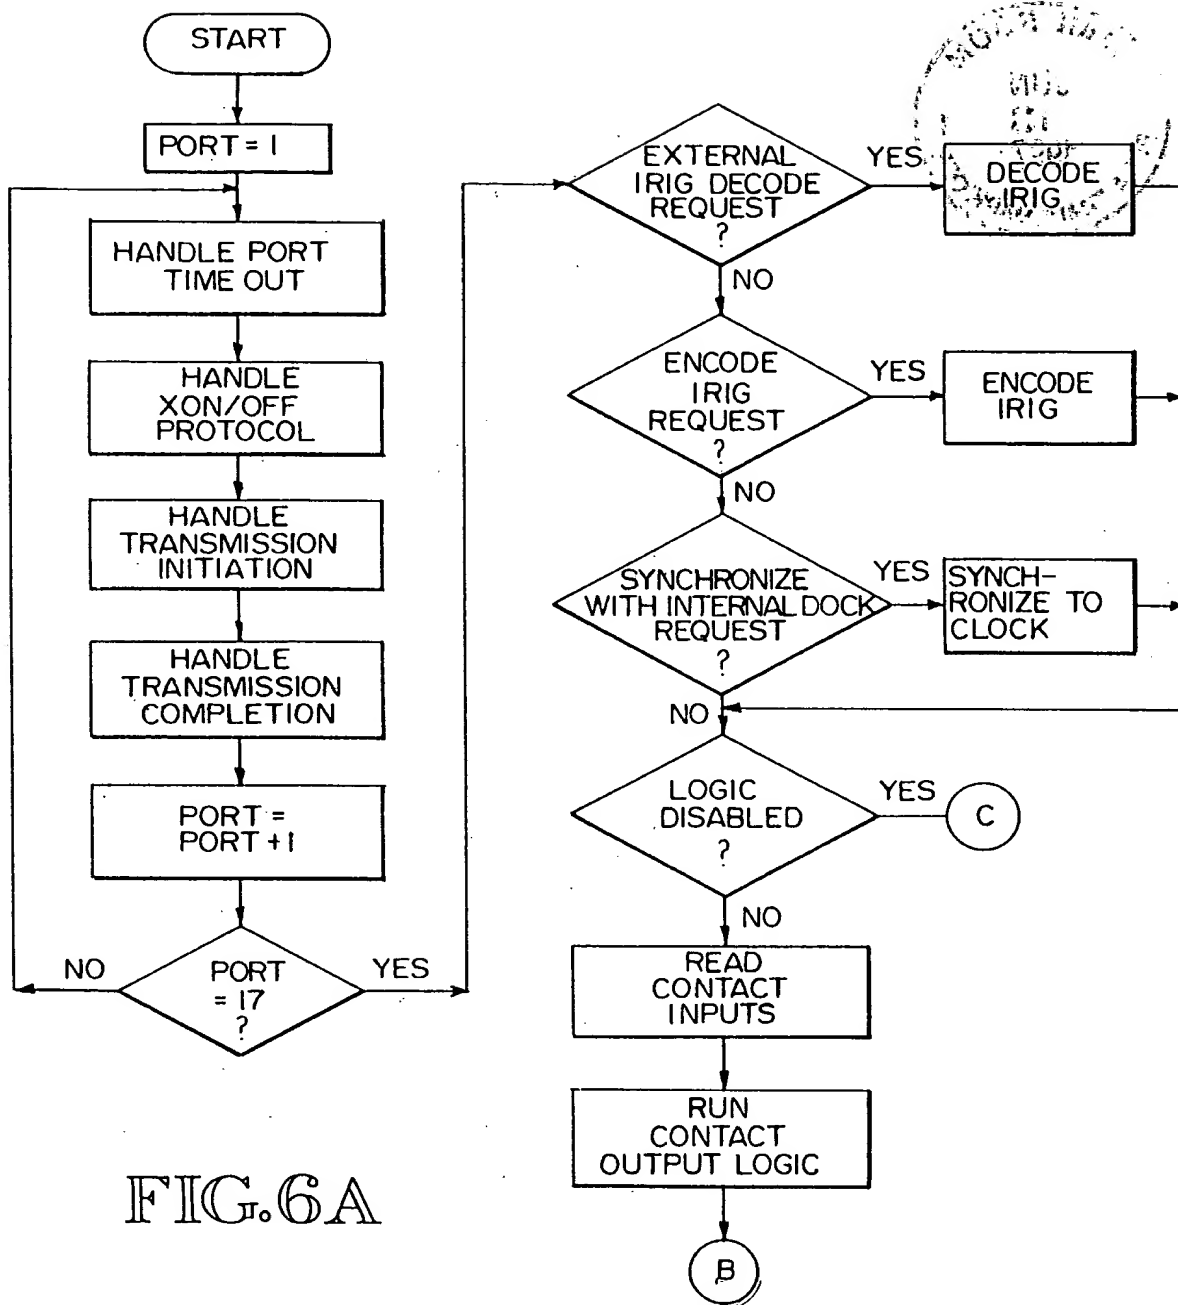 START
PORT = 1
HANDLE PORT
TIME OUT
HANDLE
XON/OFF
PROTOCOL
HANDLE
TRANSMISSION
INITIATION
HANDLE
TRANSMISSION
COMPLETION
PORT =
PORT +1
NO
PORT
= 17
?
YES
EXTERNAL
IRIG DECODE
REQUEST
?
YES
DECODE
IRIG
NO
ENCODE
IRIG
REQUEST
?
YES
ENCODE
IRIG
NO
SYNCHRONIZE
WITH INTERNAL DOCK
REQUEST
?
YES
SYNCH-
RONIZE TO
CLOCK
NO
LOGIC
DISABLED
?
YES
C
NO
READ
CONTACT
INPUTS
RUN
CONTACT
OUTPUT LOGIC
B
FIG. 6A